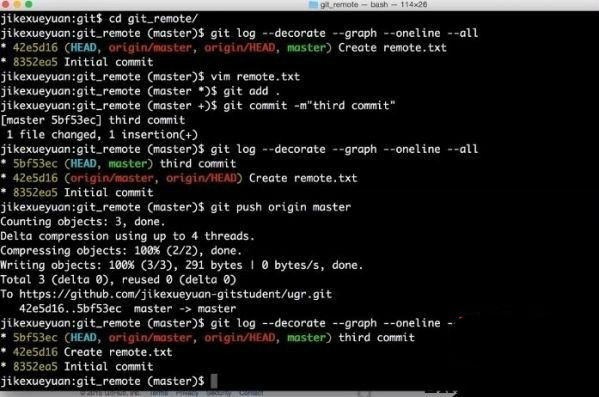 git_remote — bash — 114×26
jikexueyuan:git$ cd git_remote/
jikexueyuan:git_remote (master)$ git log --decorate --graph --oneline --all
* 42e5d16 (HEAD, origin/master, origin/HEAD, master) Create remote.txt
* 8352ea5 Initial commit
jikexueyuan:git_remote (master)$ vim remote.txt
jikexueyuan:git_remote (master *)$ git add .
jikexueyuan:git_remote (master +)$ git commit -m"third commit"
[master 5bf53ec] third commit
1 file changed, 1 insertion(+)
jikexueyuan:git_remote (master)$ git log --decorate --graph --oneline --all
* 5bf53ec (HEAD, master) third commit
* 42e5d16 (origin/master, origin/HEAD) Create remote.txt
* 8352ea5 Initial commit
jikexueyuan:git_remote (master)$ git push origin master
Counting objects: 3, done.
Delta compression using up to 4 threads.
Compressing objects: 100% (2/2), done.
Writing objects: 100% (3/3), 291 bytes | 0 bytes/s, done.
Total 3 (delta 0), reused 0 (delta 0)
To https://github.com/jikexueyuan-gitstudent/ugr.git
42e5d16..5bf53ec master -> master
jikexueyuan:git_remote (master)$ git log --decorate --graph --oneline -
* 5bf53ec (HEAD, origin/master, origin/HEAD, master) third commit
* 42e5d16 Create remote.txt
* 8352ea5 Initial commit
jikexueyuan:git_remote (master)$
© 2015 GitHub, Inc. Terms Privacy Security Contact